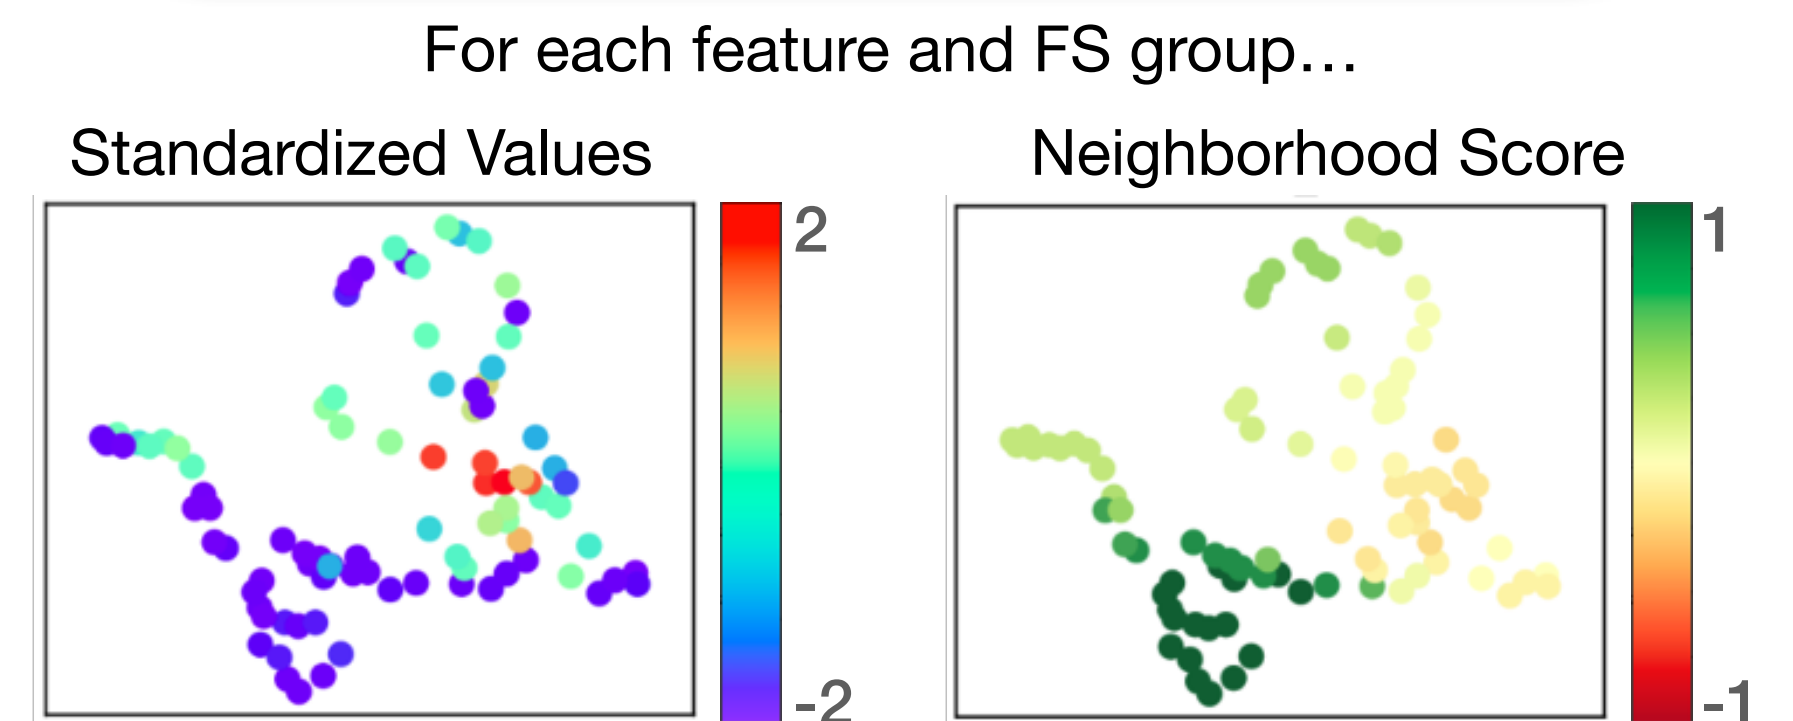 For each feature and FS group…
Standardized Values
Neighborhood Score
2
-2
1
-1